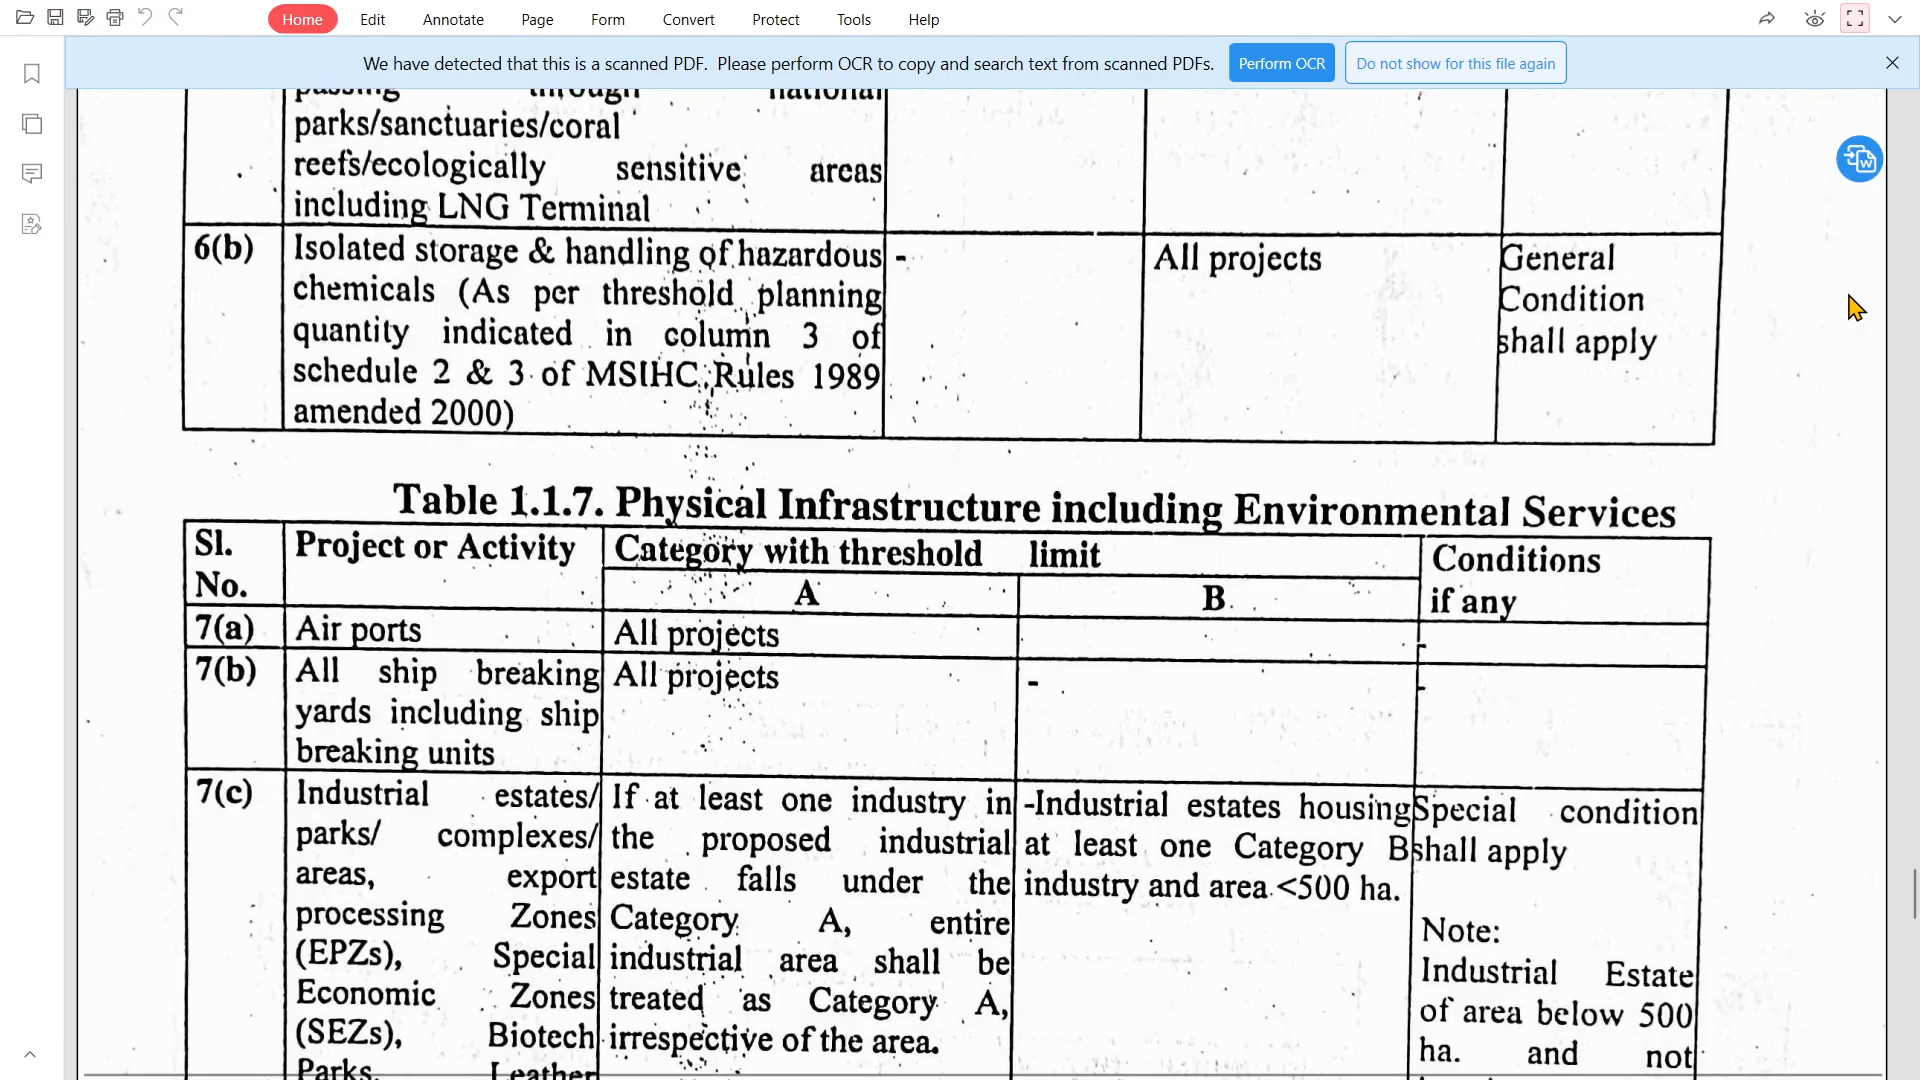 Home Edit Annotate Page Form Convert Protect Tools Help
We have detected that this is a scanned PDF. Please perform OCR to copy and search text from scanned PDFs. Perform OCR Do not show for this file again
passing through national
parks/sanctuaries/coral
reefs/ecologically sensitive areas
including LNG Terminal
6(b) Isolated storage & handling of hazardous - All projects General
chemicals (As per threshold planning Condition
quantity indicated in column 3 of shall apply
schedule 2 & 3 of MSIHC Rules 1989
amended 2000)
Table 1.1.7. Physical Infrastructure including Environmental Services
Sl. Project or Activity Category with threshold limit Conditions
No. A B if any
7(a) Air ports All projects -
7(b) All ship breaking All projects - -
yards including ship
breaking units
7(c) Industrial estates/ If at least one industry in -Industrial estates housing Special condition
parks/ complexes/ the proposed industrial at least one Category B shall apply
areas, export estate falls under the industry and area <500 ha.
processing Zones Category A, entire Note:
(EPZs), Special industrial area shall be Industrial Estate
Economic Zones treated as Category A, of area below 500
(SEZs), Biotech irrespective of the area. ha. and not
Parks, Leather